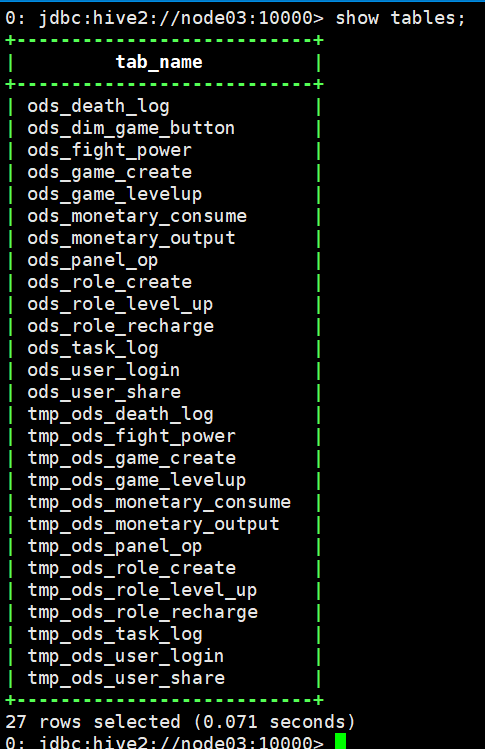 0: jdbc:hive2://node03:10000> show tables;
+----------------------------+
|          tab_name          |
+----------------------------+
| ods_death_log              |
| ods_dim_game_button        |
| ods_fight_power            |
| ods_game_create            |
| ods_game_levelup           |
| ods_monetary_consume       |
| ods_monetary_output        |
| ods_panel_op               |
| ods_role_create            |
| ods_role_level_up          |
| ods_role_recharge          |
| ods_task_log               |
| ods_user_login             |
| ods_user_share             |
| tmp_ods_death_log          |
| tmp_ods_fight_power        |
| tmp_ods_game_create        |
| tmp_ods_game_levelup       |
| tmp_ods_monetary_consume   |
| tmp_ods_monetary_output    |
| tmp_ods_panel_op           |
| tmp_ods_role_create        |
| tmp_ods_role_level_up      |
| tmp_ods_role_recharge      |
| tmp_ods_task_log           |
| tmp_ods_user_login         |
| tmp_ods_user_share         |
+----------------------------+
27 rows selected (0.071 seconds)
0: jdbc:hive2://node03:10000>